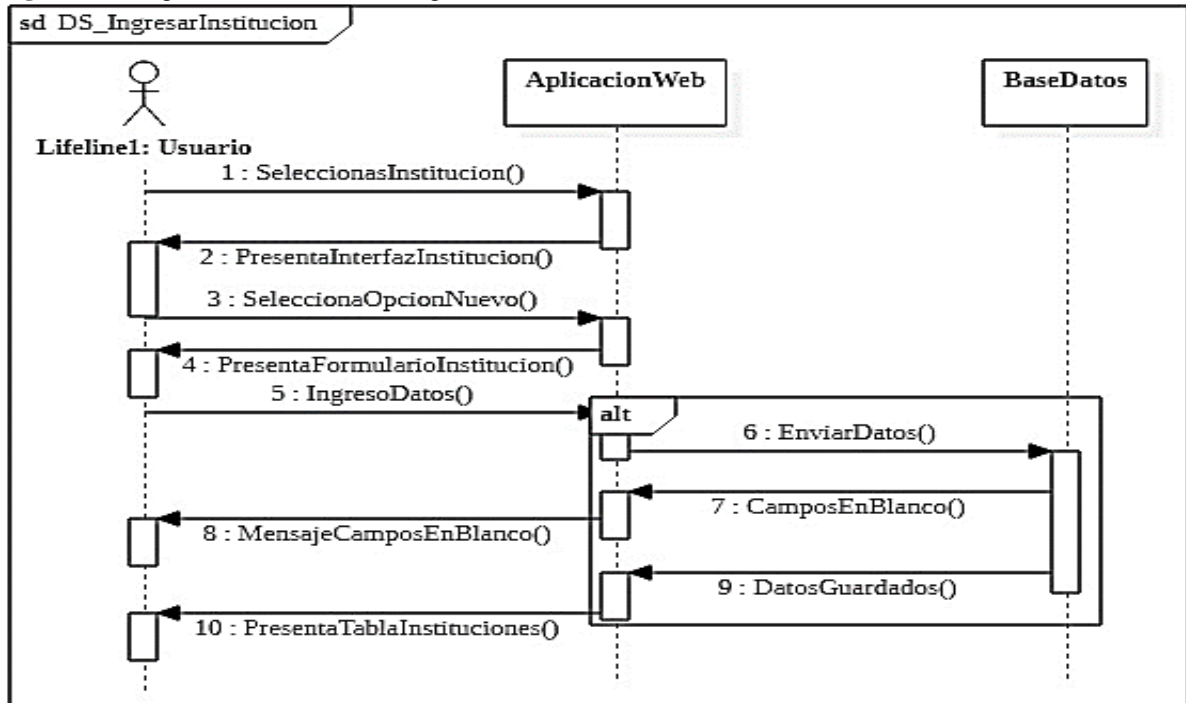 sd DS_IngresarInstitucion
AplicacionWeb
BaseDatos
Lifeline1: Usuario
1 : SeleccionasInstitucion()
2 : PresentaInterfazInstitucion()
3 : SeleccionaOpcionNuevo()
4 : PresentaFormularioInstitucion()
5 : IngresoDatos()
alt
6 : EnviarDatos()
7 : CamposEnBlanco()
8 : MensajeCamposEnBlanco()
9 : DatosGuardados()
10 : PresentaTablaInstituciones()